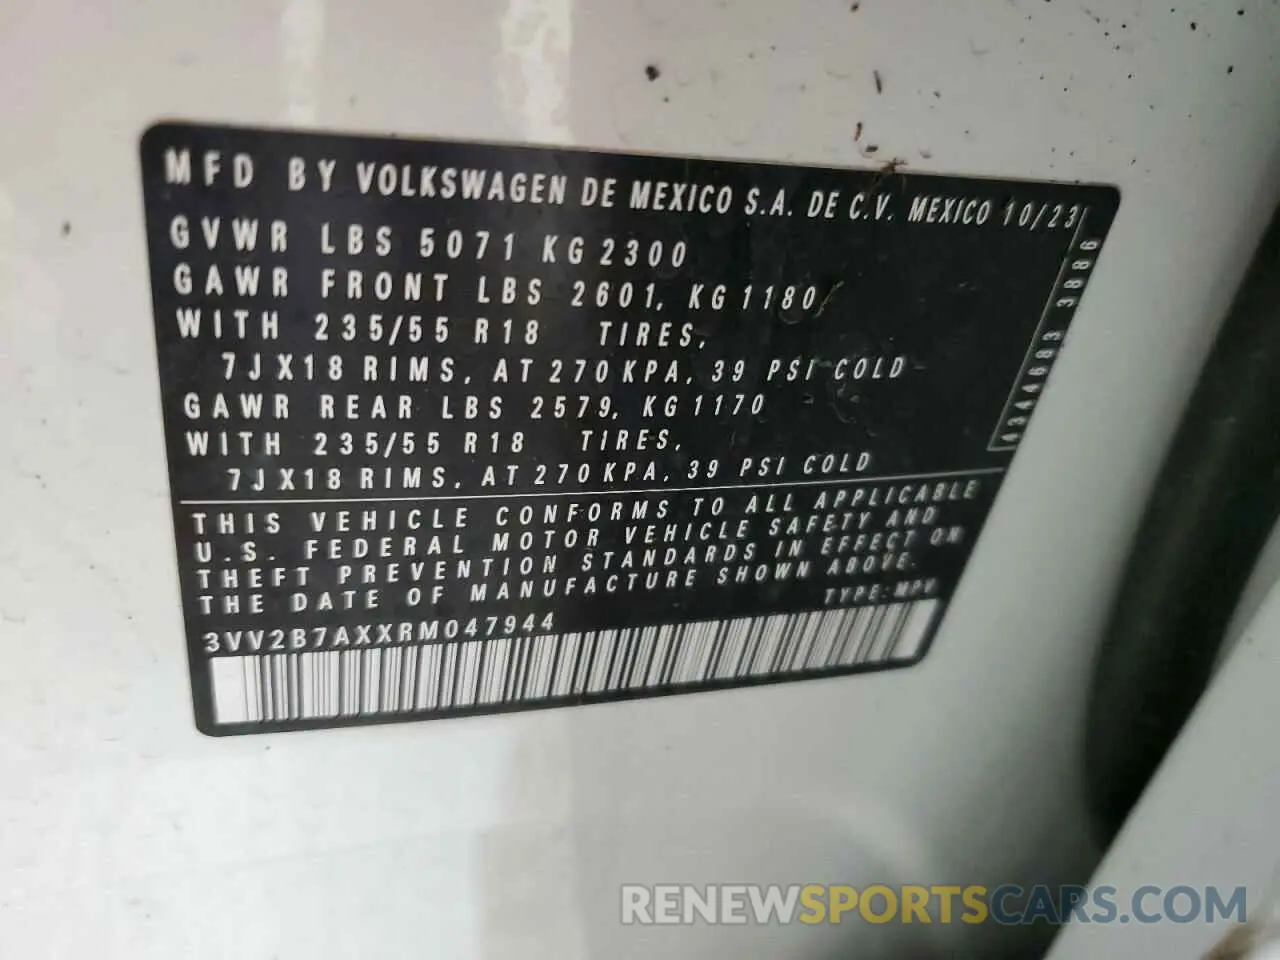 MFD BY VOLKSWAGEN DE MEXICO S.A. DE C.V. MEXICO 10/23
GVWR LBS 5071 KG 2300
GAWR FRONT LBS 2601, KG 1180
WITH 235/55 R18 TIRES,
7JX18 RIMS, AT 270 KPA, 39 PSI COLD
GAWR REAR LBS 2579, KG 1170
WITH 235/55 R18 TIRES,
7JX18 RIMS, AT 270 KPA, 39 PSI COLD
4344683 3886
THIS VEHICLE CONFORMS TO ALL APPLICABLE
U.S. FEDERAL MOTOR VEHICLE SAFETY AND
THEFT PREVENTION STANDARDS IN EFFECT ON
THE DATE OF MANUFACTURE SHOWN ABOVE.
3VV2B7AXXRM047944 TYPE: MPV
RENEWSPORTSCARS.COM